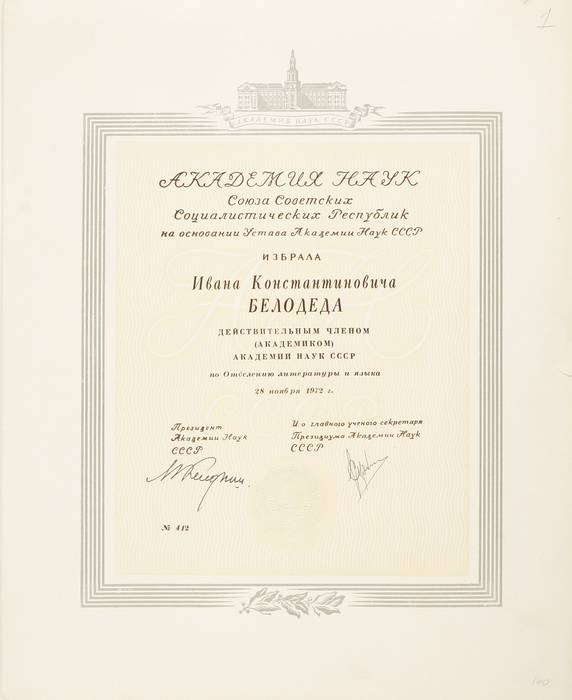 1
АКАДЕМИЯ НАУК СССР
АКАДЕМИЯ НАУК
Союза Советских
Социалистических Республик
на основании Устава Академии Наук СССР
ИЗБРАЛА
Ивана Константиновича
БЕЛОДЕДА
ДЕЙСТВИТЕЛЬНЫМ ЧЛЕНОМ
(АКАДЕМИКОМ)
АКАДЕМИИ НАУК СССР
по Отделению литературы и языка
28 ноября 1972 г.
Президент
Академии Наук
СССР
И.о главного ученого секретаря
Президиума Академии Наук
СССР
№ 412